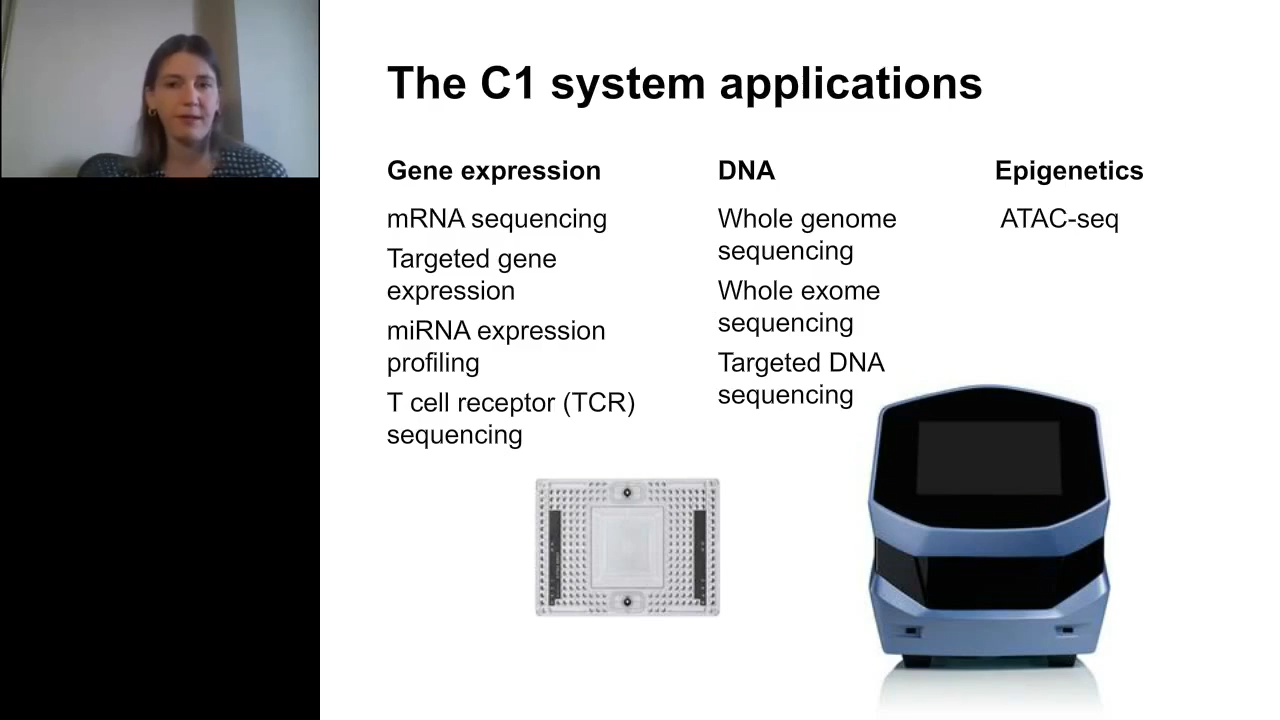 The C1 system applications
Gene expression
mRNA sequencing
Targeted gene
expression
miRNA expression
profiling
T cell receptor (TCR)
sequencing
DNA
Whole genome
sequencing
Whole exome
sequencing
Targeted DNA
sequencing
Epigenetics
ATAC-seq